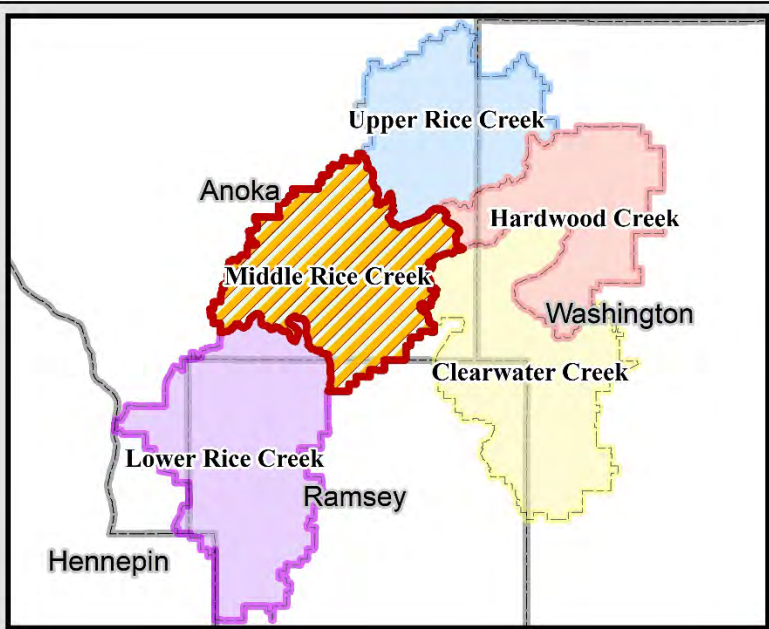 Upper Rice Creek
Anoka
Hardwood Creek
Middle Rice Creek
Washington
Clearwater Creek
Lower Rice Creek
Ramsey
Hennepin